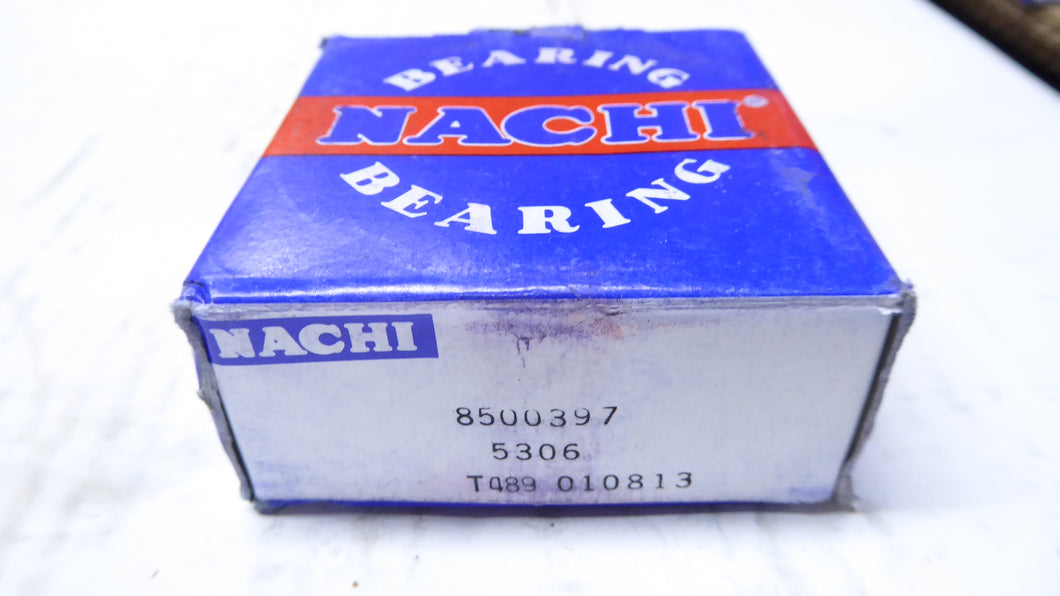 BEARING
NACHI®
BEARING
NACHI
8500397
5306
T489 010813